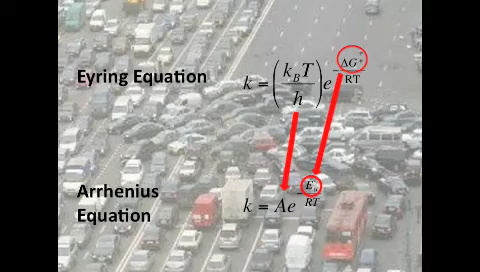 Eyring Equation
k = (k_B T / h) e^{-ΔG^‡ / RT}
Arrhenius
Equation
k = Ae^{-E_a / RT}